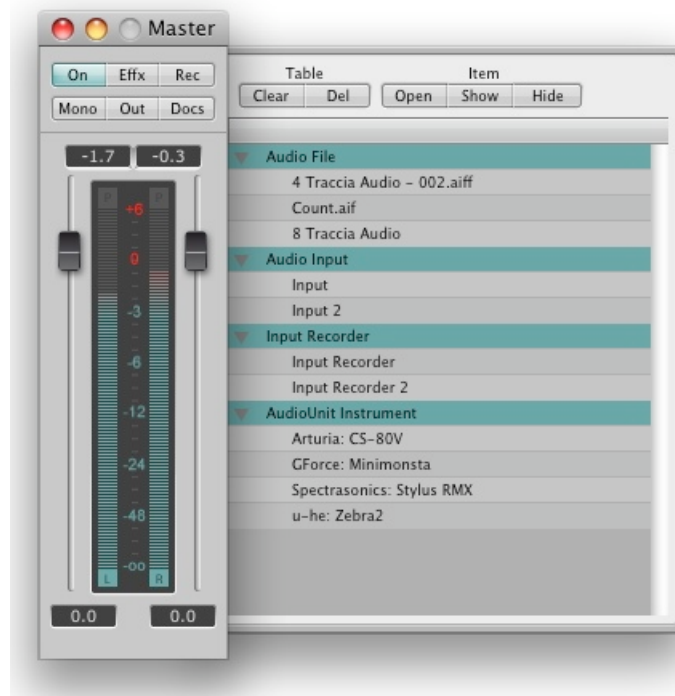 Master
On Effx Rec
Mono Out Docs
-1.7 -0.3
P P
+6
0
-3
-6
-12
-24
-48
-oo
L R
0.0 0.0
Table Item
Clear Del Open Show Hide
Audio File
4 Traccia Audio - 002.aiff
Count.aif
8 Traccia Audio
Audio Input
Input
Input 2
Input Recorder
Input Recorder
Input Recorder 2
AudioUnit Instrument
Arturia: CS-80V
GForce: Minimonsta
Spectrasonics: Stylus RMX
u-he: Zebra2